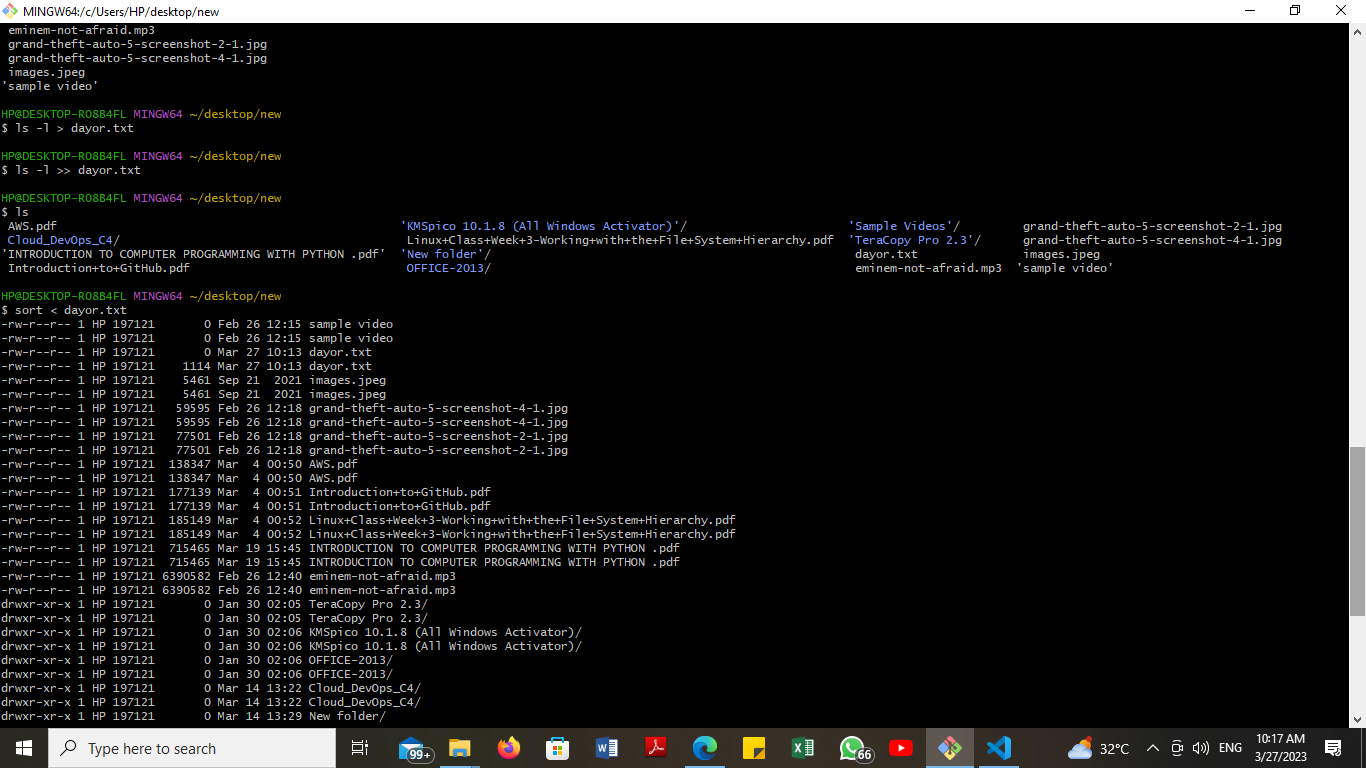 MINGW64:/c/Users/HP/desktop/new
eminem-not-afraid.mp3
grand-theft-auto-5-screenshot-2-1.jpg
grand-theft-auto-5-screenshot-4-1.jpg
images.jpeg
'sample video'
HP@DESKTOP-RO8B4FL MINGW64 ~/desktop/new
$ ls -l > dayor.txt
HP@DESKTOP-RO8B4FL MINGW64 ~/desktop/new
$ ls -l >> dayor.txt
HP@DESKTOP-RO8B4FL MINGW64 ~/desktop/new
$ ls
AWS.pdf 'KMSpico 10.1.8 (All Windows Activator)'/ 'Sample Videos'/ grand-theft-auto-5-screenshot-2-1.jpg
Cloud_DevOps_C4/ Linux+Class+Week+3-Working+with+the+File+System+Hierarchy.pdf 'TeraCopy Pro 2.3'/ grand-theft-auto-5-screenshot-4-1.jpg
'INTRODUCTION TO COMPUTER PROGRAMMING WITH PYTHON .pdf' 'New folder'/ dayor.txt images.jpeg
Introduction+to+GitHub.pdf OFFICE-2013/ eminem-not-afraid.mp3 'sample video'
HP@DESKTOP-RO8B4FL MINGW64 ~/desktop/new
$ sort < dayor.txt
-rw-r--r-- 1 HP 197121 0 Feb 26 12:15 sample video
-rw-r--r-- 1 HP 197121 0 Feb 26 12:15 sample video
-rw-r--r-- 1 HP 197121 0 Mar 27 10:13 dayor.txt
-rw-r--r-- 1 HP 197121 1114 Mar 27 10:13 dayor.txt
-rw-r--r-- 1 HP 197121 5461 Sep 21 2021 images.jpeg
-rw-r--r-- 1 HP 197121 5461 Sep 21 2021 images.jpeg
-rw-r--r-- 1 HP 197121 59595 Feb 26 12:18 grand-theft-auto-5-screenshot-4-1.jpg
-rw-r--r-- 1 HP 197121 59595 Feb 26 12:18 grand-theft-auto-5-screenshot-4-1.jpg
-rw-r--r-- 1 HP 197121 77501 Feb 26 12:18 grand-theft-auto-5-screenshot-2-1.jpg
-rw-r--r-- 1 HP 197121 77501 Feb 26 12:18 grand-theft-auto-5-screenshot-2-1.jpg
-rw-r--r-- 1 HP 197121 138347 Mar 4 00:50 AWS.pdf
-rw-r--r-- 1 HP 197121 138347 Mar 4 00:50 AWS.pdf
-rw-r--r-- 1 HP 197121 177139 Mar 4 00:51 Introduction+to+GitHub.pdf
-rw-r--r-- 1 HP 197121 177139 Mar 4 00:51 Introduction+to+GitHub.pdf
-rw-r--r-- 1 HP 197121 185149 Mar 4 00:52 Linux+Class+Week+3-Working+with+the+File+System+Hierarchy.pdf
-rw-r--r-- 1 HP 197121 185149 Mar 4 00:52 Linux+Class+Week+3-Working+with+the+File+System+Hierarchy.pdf
-rw-r--r-- 1 HP 197121 715465 Mar 19 15:45 INTRODUCTION TO COMPUTER PROGRAMMING WITH PYTHON .pdf
-rw-r--r-- 1 HP 197121 715465 Mar 19 15:45 INTRODUCTION TO COMPUTER PROGRAMMING WITH PYTHON .pdf
-rw-r--r-- 1 HP 197121 6390582 Feb 26 12:40 eminem-not-afraid.mp3
-rw-r--r-- 1 HP 197121 6390582 Feb 26 12:40 eminem-not-afraid.mp3
drwxr-xr-x 1 HP 197121 0 Jan 30 02:05 TeraCopy Pro 2.3/
drwxr-xr-x 1 HP 197121 0 Jan 30 02:05 TeraCopy Pro 2.3/
drwxr-xr-x 1 HP 197121 0 Jan 30 02:06 KMSpico 10.1.8 (All Windows Activator)/
drwxr-xr-x 1 HP 197121 0 Jan 30 02:06 KMSpico 10.1.8 (All Windows Activator)/
drwxr-xr-x 1 HP 197121 0 Jan 30 02:06 OFFICE-2013/
drwxr-xr-x 1 HP 197121 0 Jan 30 02:06 OFFICE-2013/
drwxr-xr-x 1 HP 197121 0 Mar 14 13:22 Cloud_DevOps_C4/
drwxr-xr-x 1 HP 197121 0 Mar 14 13:22 Cloud_DevOps_C4/
drwxr-xr-x 1 HP 197121 0 Mar 14 13:29 New folder/
Type here to search 99+ 66 32°C ENG 10:17 AM
3/27/2023